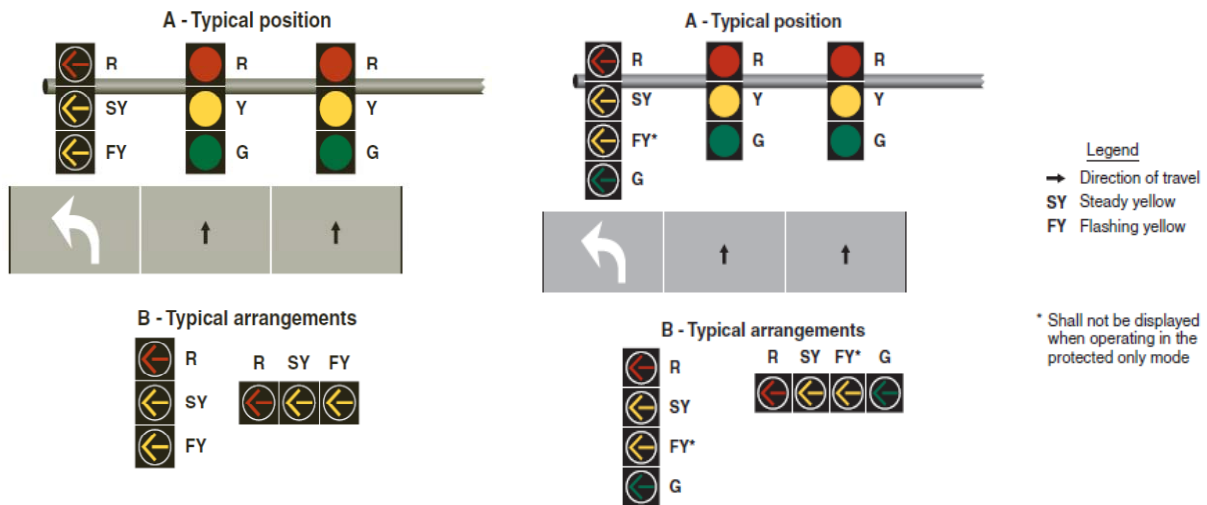 A - Typical position
R R R
SY Y Y
FY G G
B - Typical arrangements
R
SY
FY
R SY FY
A - Typical position
R R R
SY Y Y
FY* G G
G
B - Typical arrangements
R
SY
FY*
G
R SY FY* G
Legend
Direction of travel
SY Steady yellow
FY Flashing yellow
* Shall not be displayed
when operating in the
protected only mode